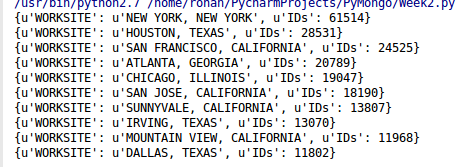 /usr/bin/python2.7 /home/rohan/PycharmProjects/PyMongo/Week2.py
{u'WORKSITE': u'NEW YORK, NEW YORK', u'IDs': 61514}
{u'WORKSITE': u'HOUSTON, TEXAS', u'IDs': 28531}
{u'WORKSITE': u'SAN FRANCISCO, CALIFORNIA', u'IDs': 24525}
{u'WORKSITE': u'ATLANTA, GEORGIA', u'IDs': 20789}
{u'WORKSITE': u'CHICAGO, ILLINOIS', u'IDs': 19047}
{u'WORKSITE': u'SAN JOSE, CALIFORNIA', u'IDs': 18190}
{u'WORKSITE': u'SUNNYVALE, CALIFORNIA', u'IDs': 13807}
{u'WORKSITE': u'IRVING, TEXAS', u'IDs': 13070}
{u'WORKSITE': u'MOUNTAIN VIEW, CALIFORNIA', u'IDs': 11968}
{u'WORKSITE': u'DALLAS, TEXAS', u'IDs': 11802}